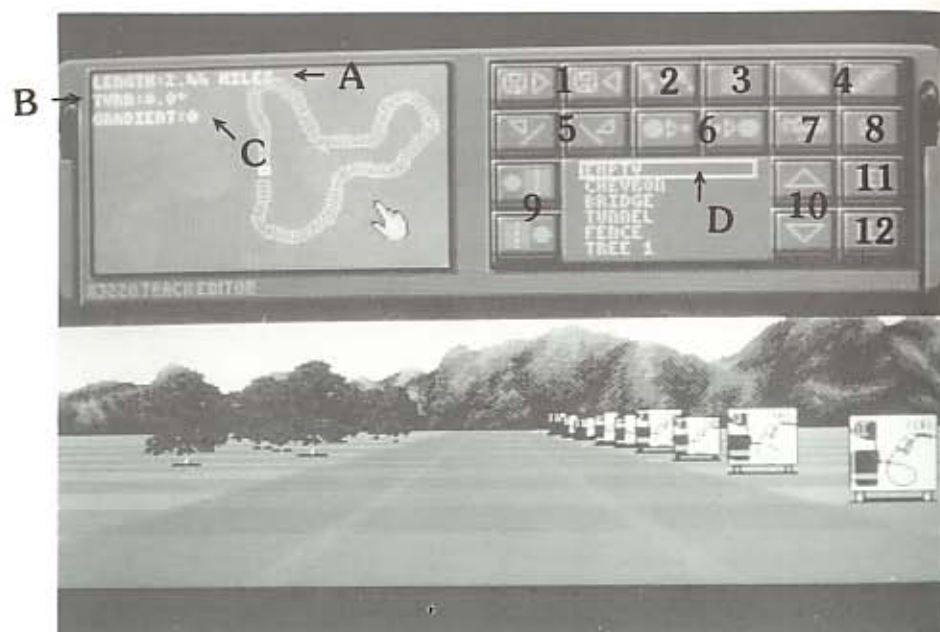 LENGTH:2.44 MILES
A
B
TURN:0.0°
GRADIENT:0
C
1 2 3 4
5 6 7 8
9 10 11
12
EMPTY
D
CHEVRON
BRIDGE
TUNNEL
FENCE
TREE 1
TRACK EDITOR